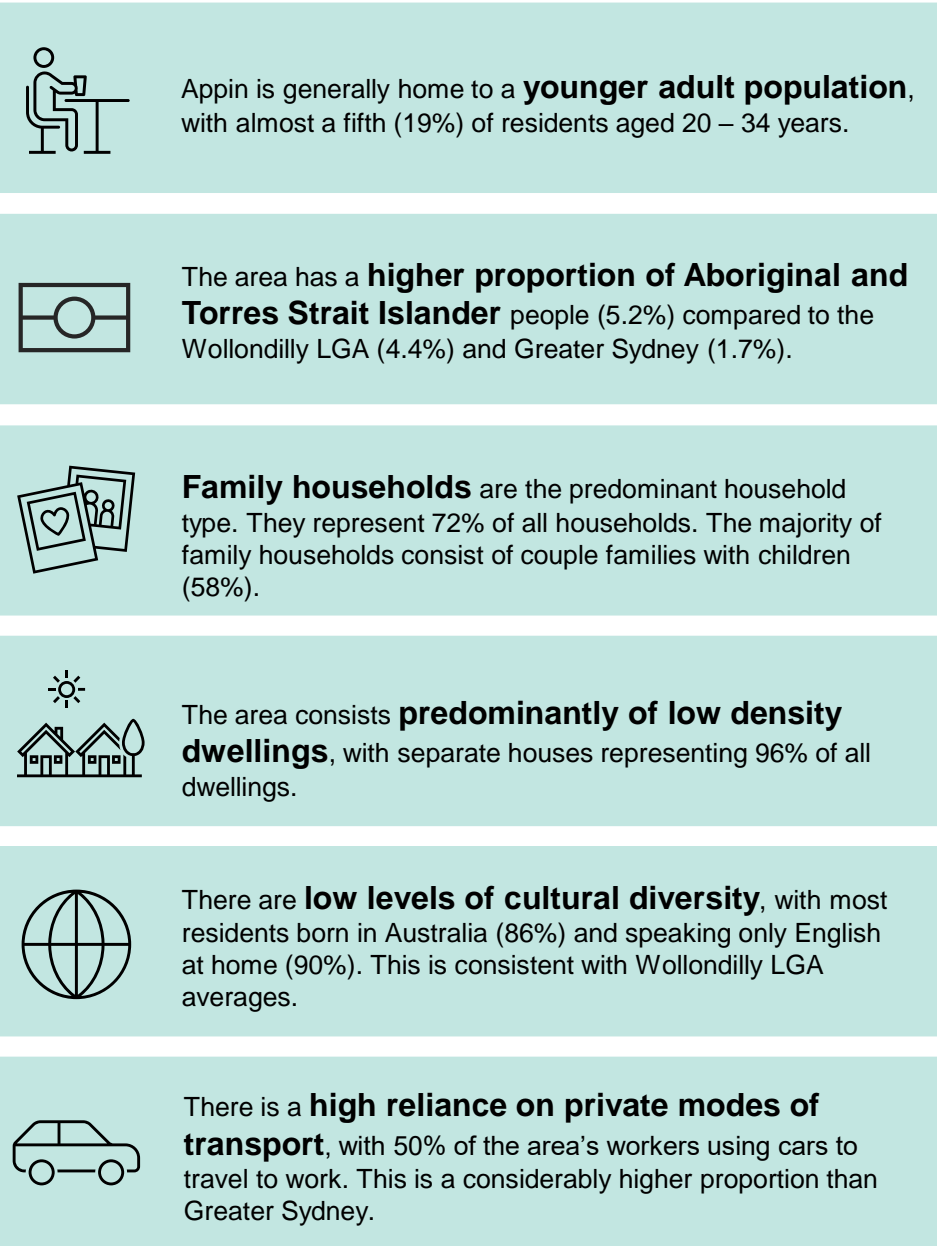 Appin is generally home to a younger adult population,
with almost a fifth (19%) of residents aged 20 – 34 years.
The area has a higher proportion of Aboriginal and
Torres Strait Islander people (5.2%) compared to the
Wollondilly LGA (4.4%) and Greater Sydney (1.7%).
Family households are the predominant household
type. They represent 72% of all households. The majority of
family households consist of couple families with children
(58%).
The area consists predominantly of low density
dwellings, with separate houses representing 96% of all
dwellings.
There are low levels of cultural diversity, with most
residents born in Australia (86%) and speaking only English
at home (90%). This is consistent with Wollondilly LGA
averages.
There is a high reliance on private modes of
transport, with 50% of the area’s workers using cars to
travel to work. This is a considerably higher proportion than
Greater Sydney.